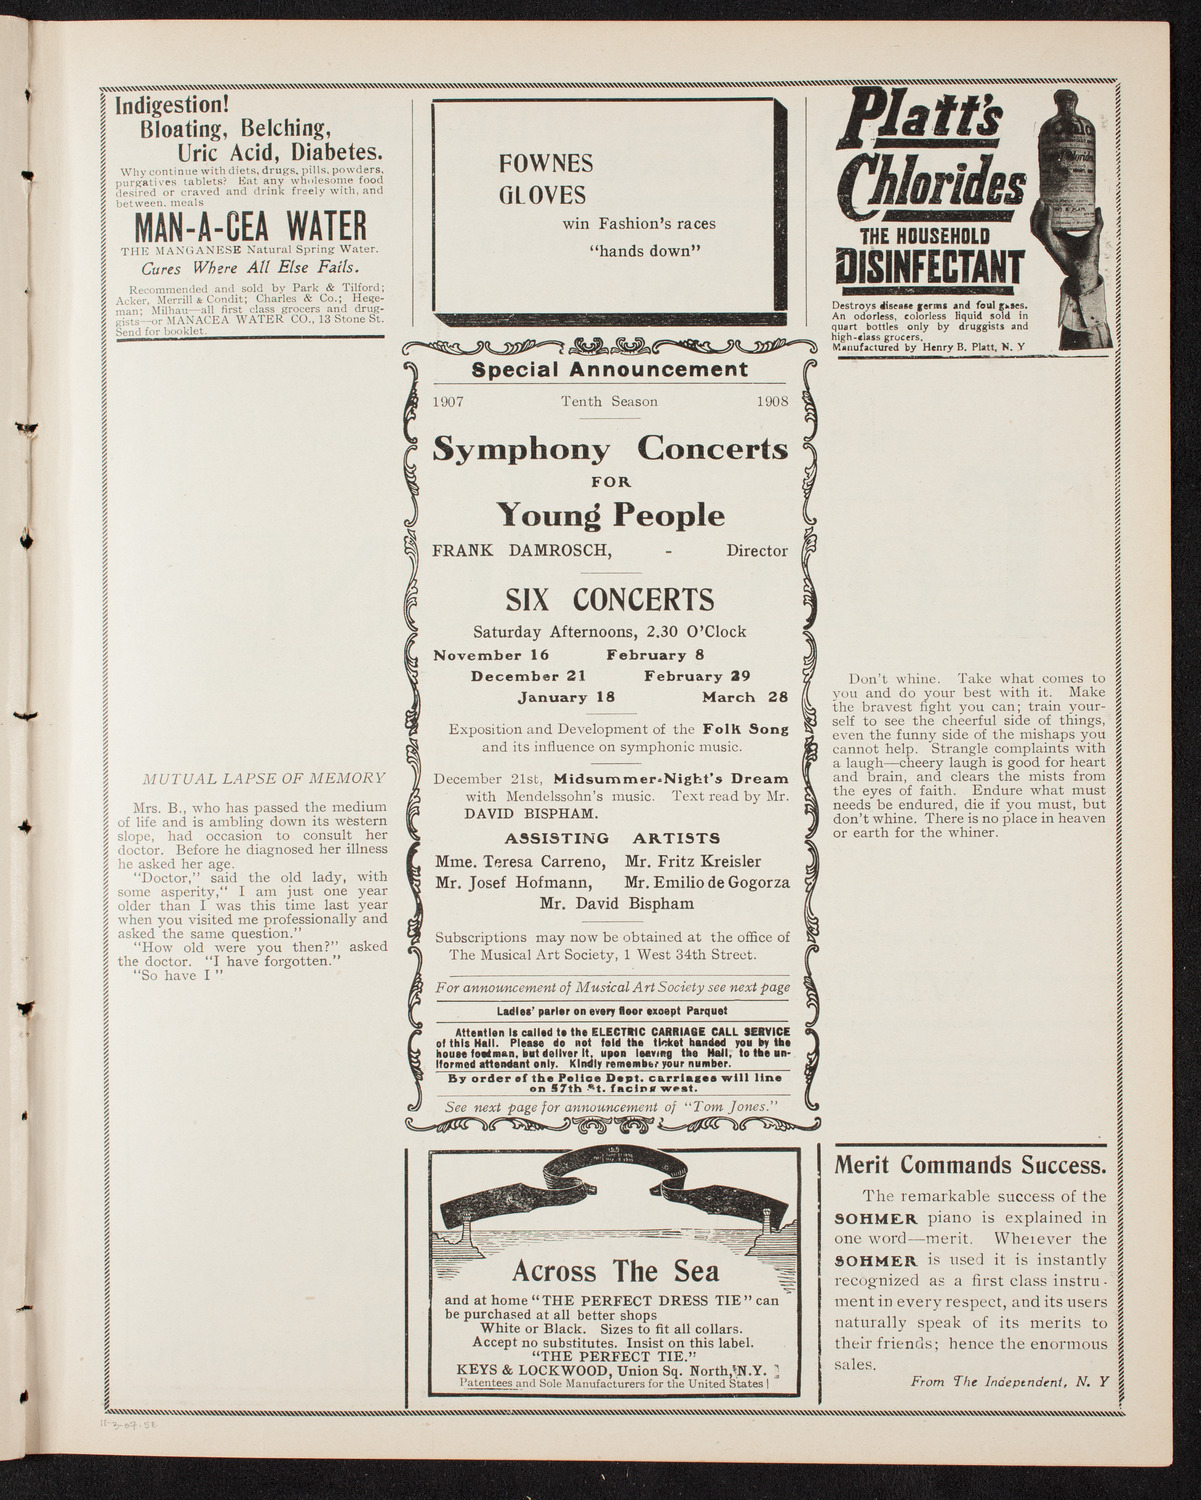 Indigestion!
Bloating, Belching,
Uric Acid, Diabetes.
Why continue with diets, drugs, pills, powders,
purgatives tablets? Eat any wholesome food
desired or craved and drink freely with, and
between, meals
MAN-A-CEA WATER
THE MANGANESE Natural Spring Water.
Cures Where All Else Fails.
Recommended and sold by Park & Tilford;
Acker, Merrill & Condit; Charles & Co.; Hege-
man; Milhau—all first class grocers and drug-
gists—or MANACEA WATER CO., 13 Stone St.
Send for booklet.
MUTUAL LAPSE OF MEMORY
Mrs. B., who has passed the medium
of life and is ambling down its western
slope, had occasion to consult her
doctor. Before he diagnosed her illness
he asked her age.
"Doctor," said the old lady, with
some asperity," I am just one year
older than I was this time last year
when you visited me professionally and
asked the same question."
"How old were you then?" asked
the doctor. "I have forgotten."
"So have I"
FOWNES
GLOVES
win Fashion's races
"hands down"
Special Announcement
1907 Tenth Season 1908
Symphony Concerts
FOR
Young People
FRANK DAMROSCH, - Director
SIX CONCERTS
Saturday Afternoons, 2.30 O'Clock
November 16 February 8
December 21 February 29
January 18 March 28
Exposition and Development of the Folk Song
and its influence on symphonic music.
December 21st, Midsummer-Night's Dream
with Mendelssohn's music. Text read by Mr.
DAVID BISPHAM.
ASSISTING ARTISTS
Mme. Teresa Carreno, Mr. Fritz Kreisler
Mr. Josef Hofmann, Mr. Emilio de Gogorza
Mr. David Bispham
Subscriptions may now be obtained at the office of
The Musical Art Society, 1 West 34th Street.
For announcement of Musical Art Society see next page
Ladies' parlor on every floor except Parquet
Attention is called to the ELECTRIC CARRIAGE CALL SERVICE
of this Hall. Please do not fold the ticket handed you by the
house footman, but deliver it, upon leaving the Hall, to the un-
iformed attendant only. Kindly remember your number.
By order of the Police Dept. carriages will line
on 57th St. facing west.
See next page for announcement of "Tom Jones."
Across The Sea
and at home "THE PERFECT DRESS TIE" can
be purchased at all better shops
White or Black. Sizes to fit all collars.
Accept no substitutes. Insist on this label.
"THE PERFECT TIE."
KEYS & LOCKWOOD, Union Sq. North, N.Y.
Patentees and Sole Manufacturers for the United States
Platt's
Chlorides
THE HOUSEHOLD
DISINFECTANT
Destroys disease germs and foul gases.
An odorless, colorless liquid sold in
quart bottles only by druggists and
high-class grocers.
Manufactured by Henry B. Platt, N. Y
Don't whine. Take what comes to
you and do your best with it. Make
the bravest fight you can; train your-
self to see the cheerful side of things,
even the funny side of the mishaps you
cannot help. Strangle complaints with
a laugh—cheery laugh is good for heart
and brain, and clears the mists from
the eyes of faith. Endure what must
needs be endured, die if you must, but
don't whine. There is no place in heaven
or earth for the whiner.
Merit Commands Success.
The remarkable success of the
SOHMER piano is explained in
one word—merit. Wherever the
SOHMER is used it is instantly
recognized as a first class instru-
ment in every respect, and its users
naturally speak of its merits to
their friends; hence the enormous
sales.
From The Independent, N. Y
11-3-07-52